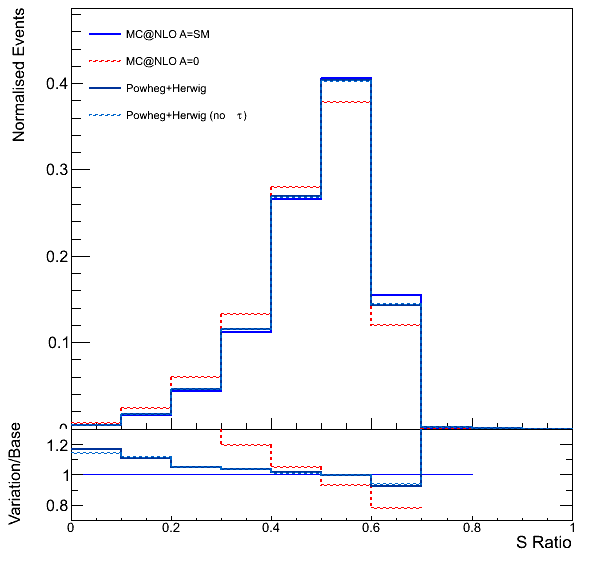 Normalised Events
MC@NLO A=SM
MC@NLO A=0
Powheg+Herwig
Powheg+Herwig (no τ)
0.4
0.3
0.2
0.1
0
Variation/Base
1.2
1
0.8
0 0.2 0.4 0.6 0.8 1
S Ratio